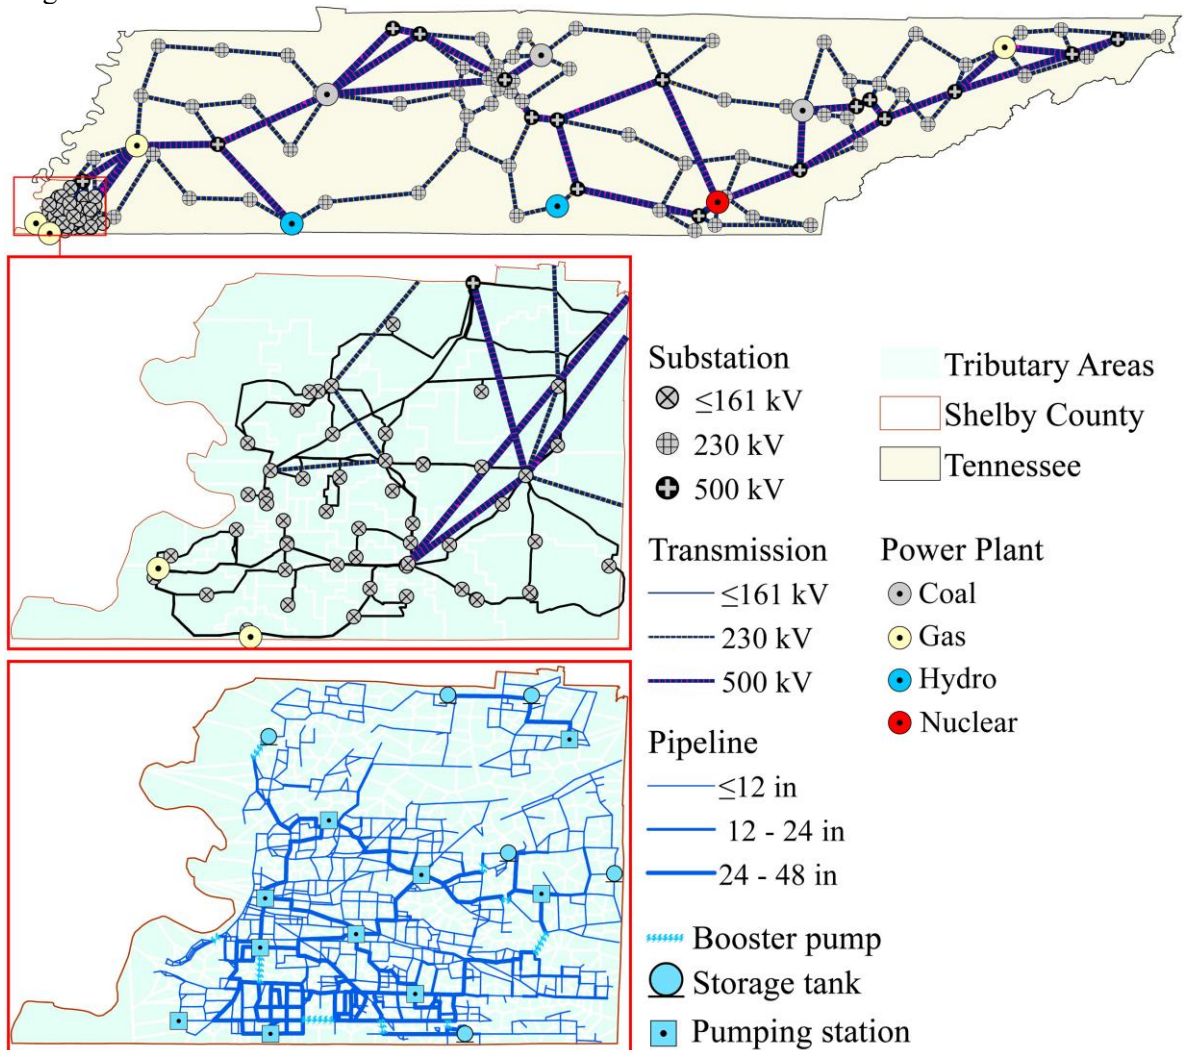 Substation
≤161 kV
230 kV
500 kV
Transmission
≤161 kV
230 kV
500 kV
Pipeline
≤12 in
12 - 24 in
24 - 48 in
Booster pump
Storage tank
Pumping station
Tributary Areas
Shelby County
Tennessee
Power Plant
Coal
Gas
Hydro
Nuclear